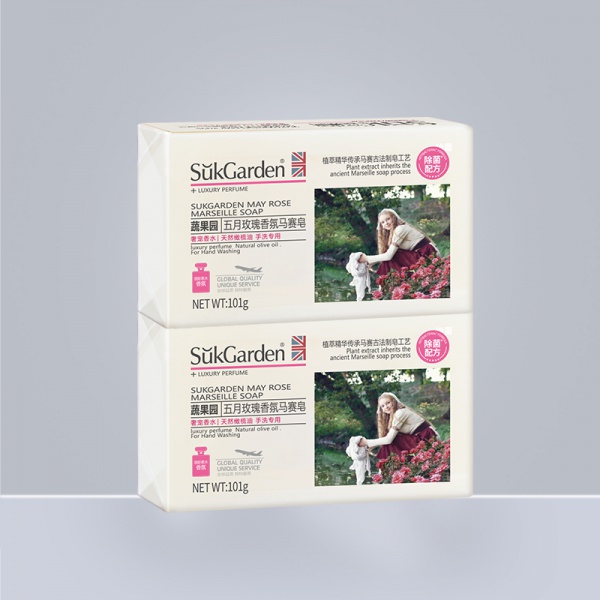 SŭkGarden®
+ LUXURY PERFUME
SUKGARDEN MAY ROSE
MARSEILLE SOAP
蔬果园 五月玫瑰香氛马赛皂
奢宠香水 | 天然橄榄油 手洗专用
luxury perfume Natural olive oil .
For Hand Washing
香氛
GLOBAL QUALITY
UNIQUE SERVICE
NET WT:101g
植萃精华传承马赛古法制皂工艺
Plant extract inherits the
ancient Marseille soap process
除菌
配方
SŭkGarden®
+ LUXURY PERFUME
SUKGARDEN MAY ROSE
MARSEILLE SOAP
蔬果园 五月玫瑰香氛马赛皂
奢宠香水 | 天然橄榄油 手洗专用
luxury perfume Natural olive oil .
For Hand Washing
香氛
GLOBAL QUALITY
UNIQUE SERVICE
NET WT:101g
植萃精华传承马赛古法制皂工艺
Plant extract inherits the
ancient Marseille soap process
除菌
配方